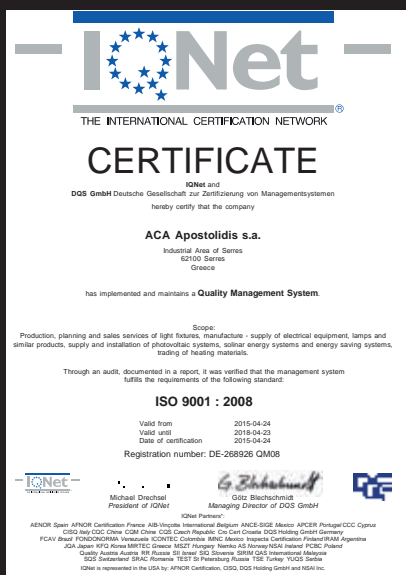 IQNet
®
THE INTERNATIONAL CERTIFICATION NETWORK
CERTIFICATE
IQNet and
DQS GmbH Deutsche Gesellschaft zur Zertifizierung von Managementsystemen
hereby certify that the company
ACA Apostolidis s.a.
Industrial Area of Serres
62100 Serres
Greece
has implemented and maintains a Quality Management System.
Scope:
Production, planning and sales services of light fixtures, manufacture - supply of electrical equipment, lamps and
similar products, supply and installation of photovoltaic systems, solinar energy systems and energy saving systems,
trading of heating materials.
Through an audit, documented in a report, it was verified that the management system
fulfills the requirements of the following standard:
ISO 9001 : 2008
Valid from 2015-04-24
Valid until 2018-04-23
Date of certification 2015-04-24
Registration number: DE-268926 QM08
IQNet
Michael Drechsel
President of IQNet
Götz Blechschmidt
Managing Director of DQS GmbH
IQNet Partners*:
AENOR Spain AFNOR Certification France AIB-Vinçotte International Belgium ANCE-SIGE Mexico APCER Portugal CCC Cyprus
CISQ Italy CQC China CQM China CQS Czech Republic Cro Cert Croatia DQS Holding GmbH Germany
FCAV Brazil FONDONORMA Venezuela ICONTEC Colombia IMNC Mexico Inspecta Certification Finland IRAM Argentina
JQA Japan KFQ Korea MIRTEC Greece MSZT Hungary Nemko AS Norway NSAI Ireland PCBC Poland
Quality Austria Austria RR Russia SII Israel SIQ Slovenia SIRIM QAS International Malaysia
SQS Switzerland SRAC Romania TEST St Petersburg Russia TSE Turkey YUQS Serbia
IQNet is represented in the USA by: AFNOR Certification, CISQ, DQS Holding GmbH and NSAI Inc.